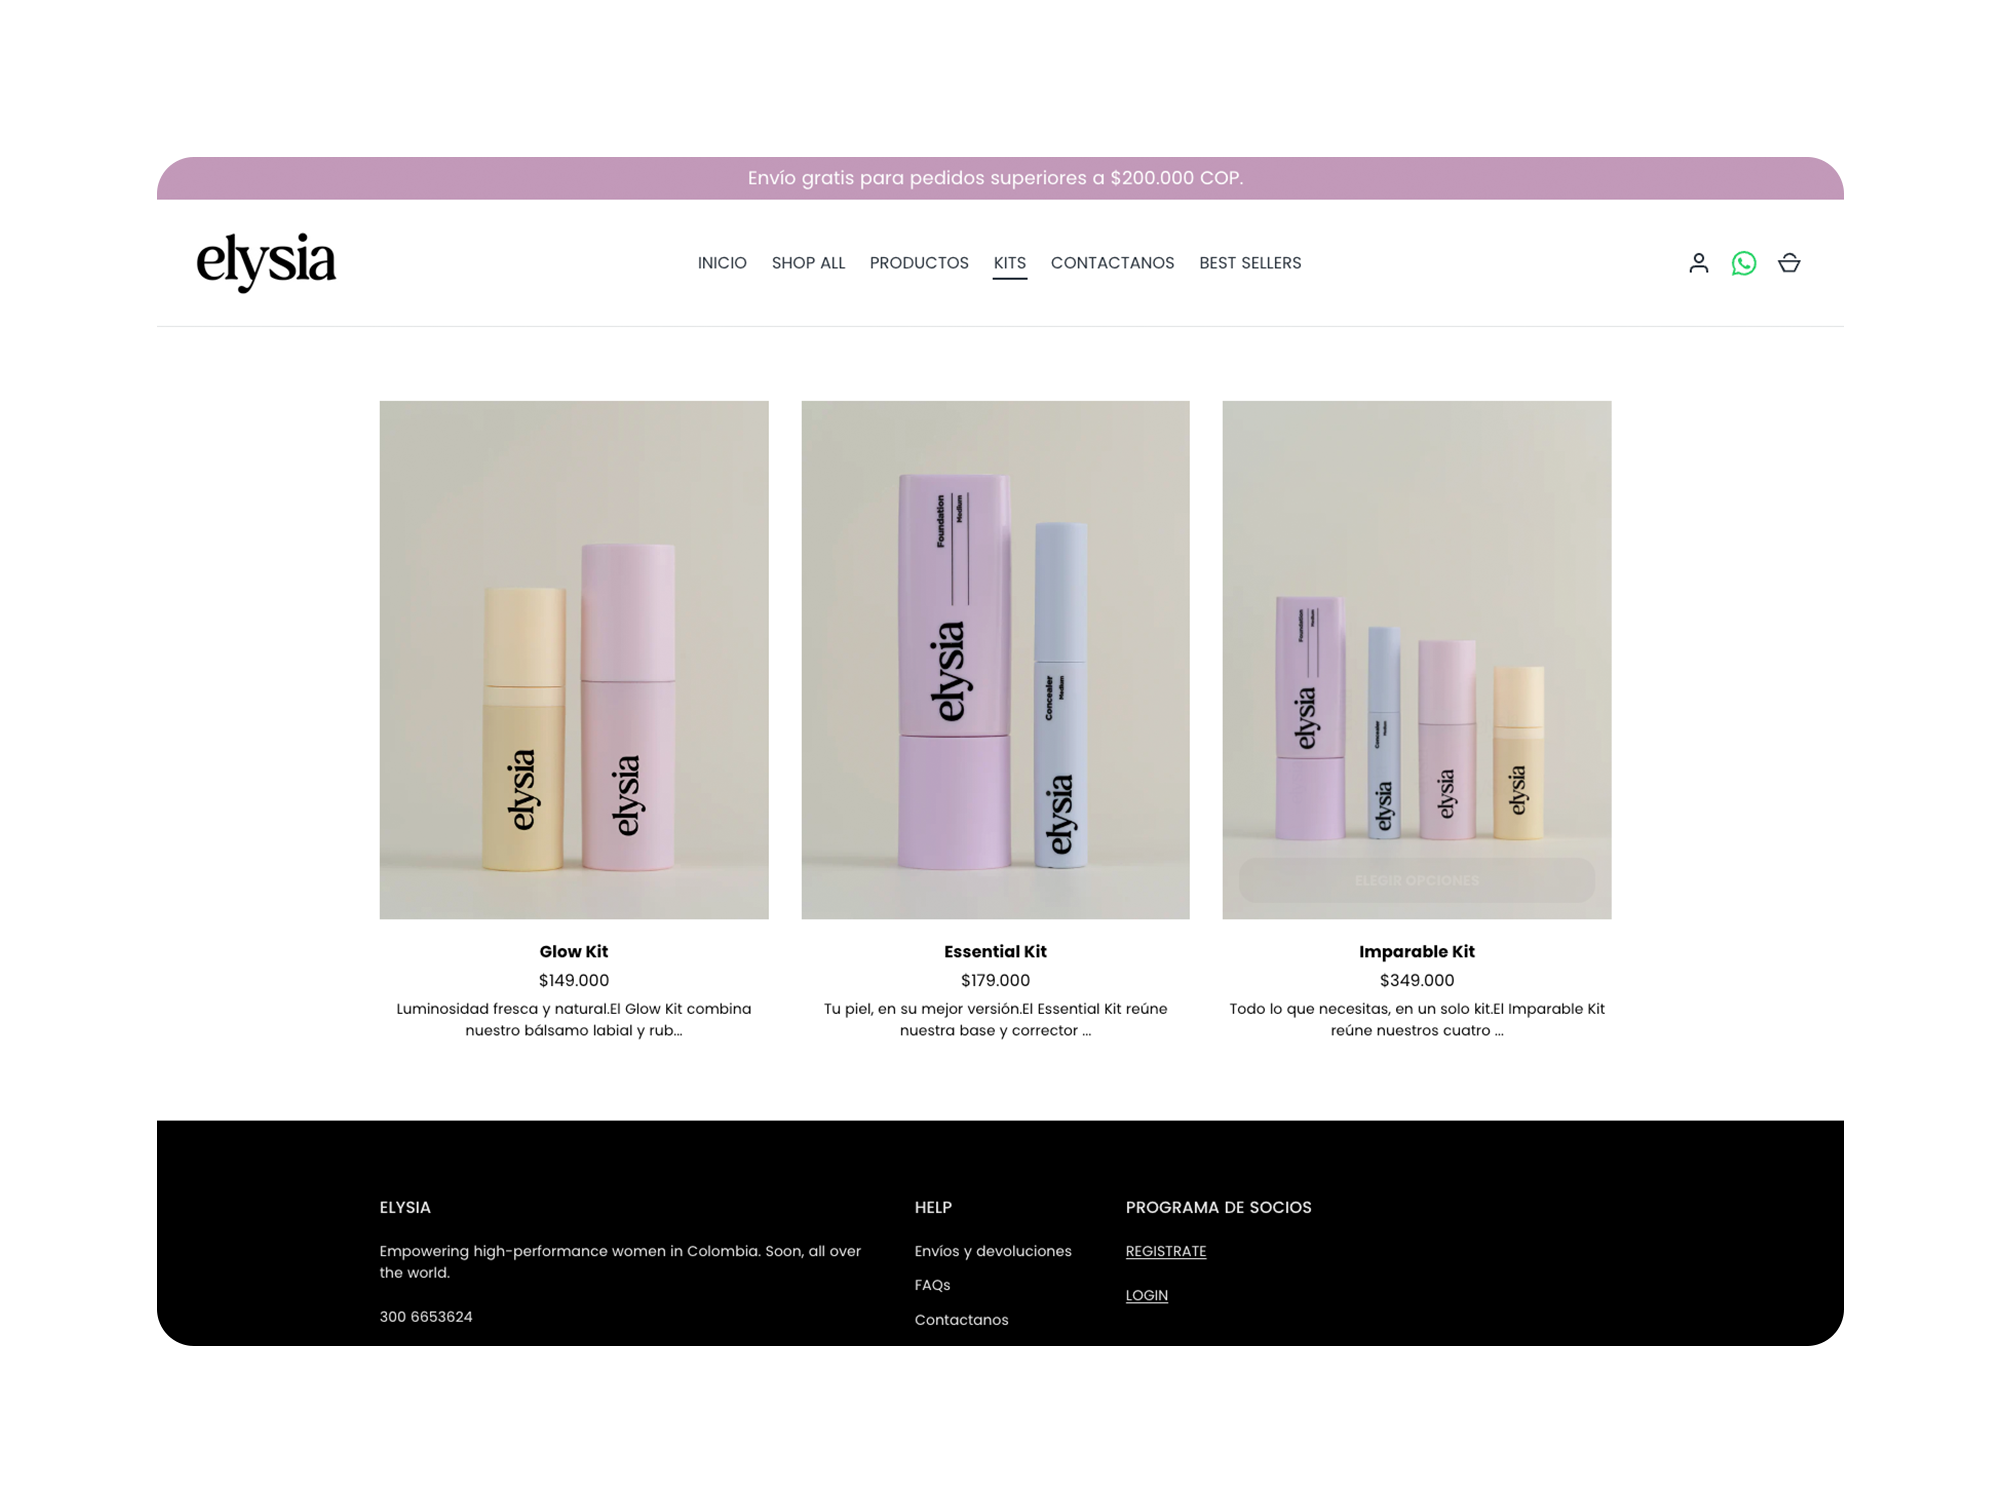 Envío gratis para pedidos superiores a $200.000 COP.
elysia
INICIO SHOP ALL PRODUCTOS KITS CONTACTANOS BEST SELLERS
elysia
elysia
Foundation
Medium
elysia
Concealer
Medium
elysia
Foundation
Medium
elysia
Concealer
Medium
elysia
elysia
elysia
ELEGIR OPCIONES
Glow Kit
$149.000
Luminosidad fresca y natural.El Glow Kit combina
nuestro bálsamo labial y rub...
Essential Kit
$179.000
Tu piel, en su mejor versión.El Essential Kit reúne
nuestra base y corrector ...
Imparable Kit
$349.000
Todo lo que necesitas, en un solo kit.El Imparable Kit
reúne nuestros cuatro ...
ELYSIA
Empowering high-performance women in Colombia. Soon, all over
the world.
300 6653624
HELP
Envíos y devoluciones
FAQs
Contactanos
PROGRAMA DE SOCIOS
REGISTRATE
LOGIN